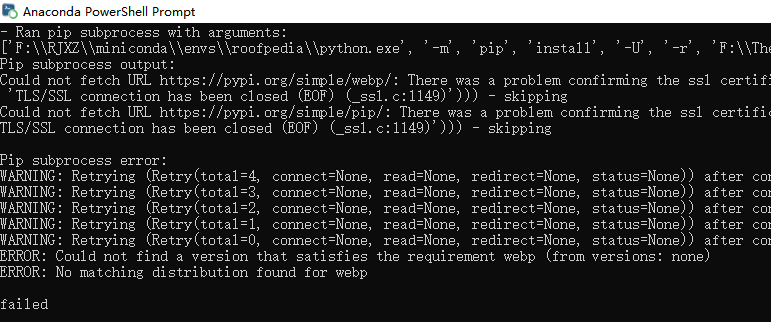 Anaconda PowerShell Prompt
- Ran pip subprocess with arguments:
['F:\\RJXZ\\miniconda\\envs\\roofpedia\\python.exe', '-m', 'pip', 'install', '-U', '-r', 'F:\\The
Pip subprocess output:
Could not fetch URL https://pypi.org/simple/webp/: There was a problem confirming the ssl certifi
'TLS/SSL connection has been closed (EOF) (_ssl.c:1149)'))) - skipping
Could not fetch URL https://pypi.org/simple/pip/: There was a problem confirming the ssl certific
TLS/SSL connection has been closed (EOF) (_ssl.c:1149)'))) - skipping
Pip subprocess error:
WARNING: Retrying (Retry(total=4, connect=None, read=None, redirect=None, status=None)) after con
WARNING: Retrying (Retry(total=3, connect=None, read=None, redirect=None, status=None)) after con
WARNING: Retrying (Retry(total=2, connect=None, read=None, redirect=None, status=None)) after con
WARNING: Retrying (Retry(total=1, connect=None, read=None, redirect=None, status=None)) after con
WARNING: Retrying (Retry(total=0, connect=None, read=None, redirect=None, status=None)) after con
ERROR: Could not find a version that satisfies the requirement webp (from versions: none)
ERROR: No matching distribution found for webp
failed